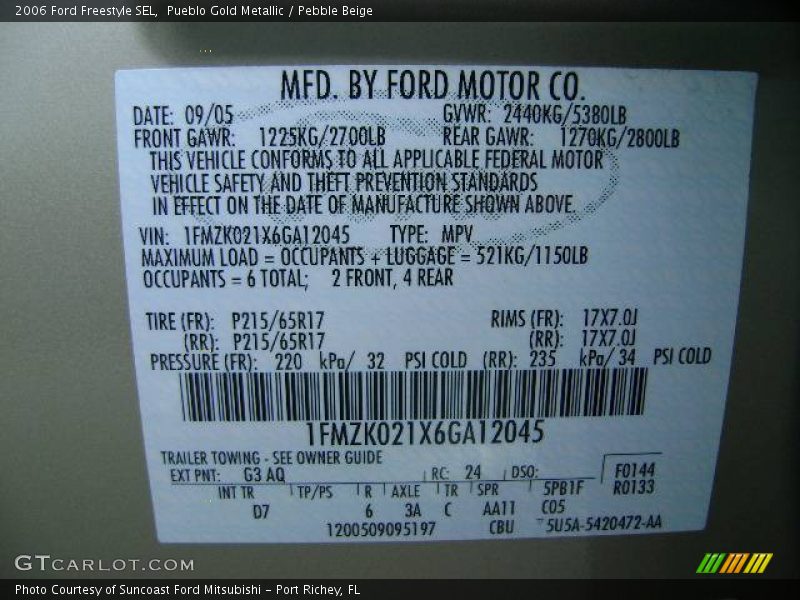 2006 Ford Freestyle SEL,  Pueblo Gold Metallic / Pebble Beige
MFD. BY FORD MOTOR CO.
DATE: 09/05 GVWR: 2440KG/5380LB
FRONT GAWR: 1225KG/2700LB REAR GAWR: 1270KG/2800LB
THIS VEHICLE CONFORMS TO ALL APPLICABLE FEDERAL MOTOR
VEHICLE SAFETY AND THEFT PREVENTION STANDARDS
IN EFFECT ON THE DATE OF MANUFACTURE SHOWN ABOVE.
VIN: 1FMZK021X6GA12045 TYPE: MPV
MAXIMUM LOAD = OCCUPANTS + LUGGAGE = 521KG/1150LB
OCCUPANTS = 6 TOTAL; 2 FRONT, 4 REAR
TIRE (FR): P215/65R17 RIMS (FR): 17X7.0J
(RR): P215/65R17 (RR): 17X7.0J
PRESSURE (FR): 220 kPa/ 32 PSI COLD (RR): 235 kPa/ 34 PSI COLD
1FMZK021X6GA12045
TRAILER TOWING - SEE OWNER GUIDE
EXT PNT: G3 AQ RC: 24 DSO: F0144
INT TR TP/PS R AXLE TR SPR 5PB1F R0133
D7 6 3A C AA11 C05
1200509095197 CBU 5U5A-5420472-AA
GTCARLOT.COM
Photo Courtesy of Suncoast Ford Mitsubishi - Port Richey, FL